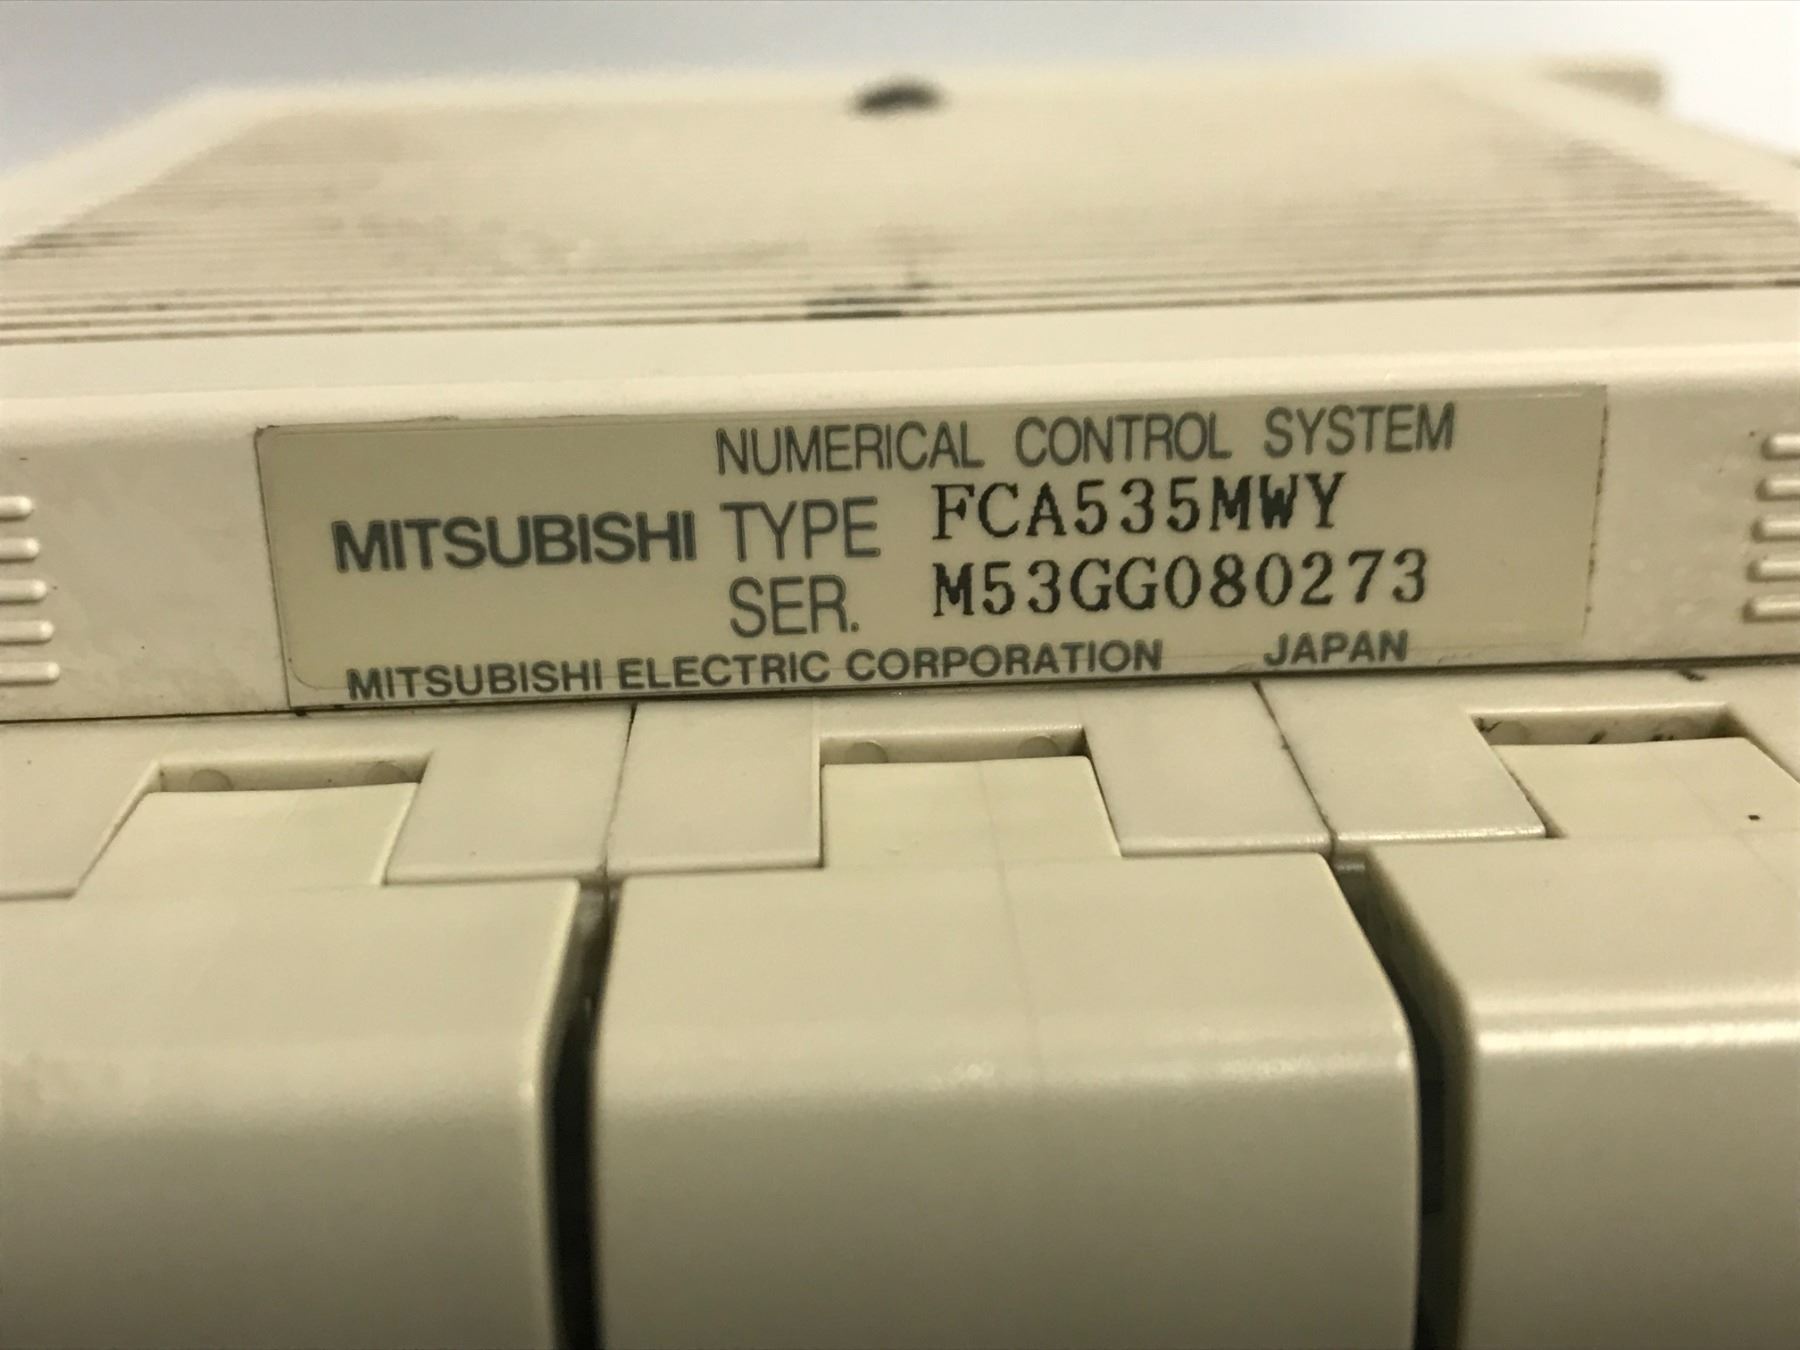 NUMERICAL CONTROL SYSTEM
MITSUBISHI TYPE FCA535MWY
SER. M53GG080273
MITSUBISHI ELECTRIC CORPORATION JAPAN